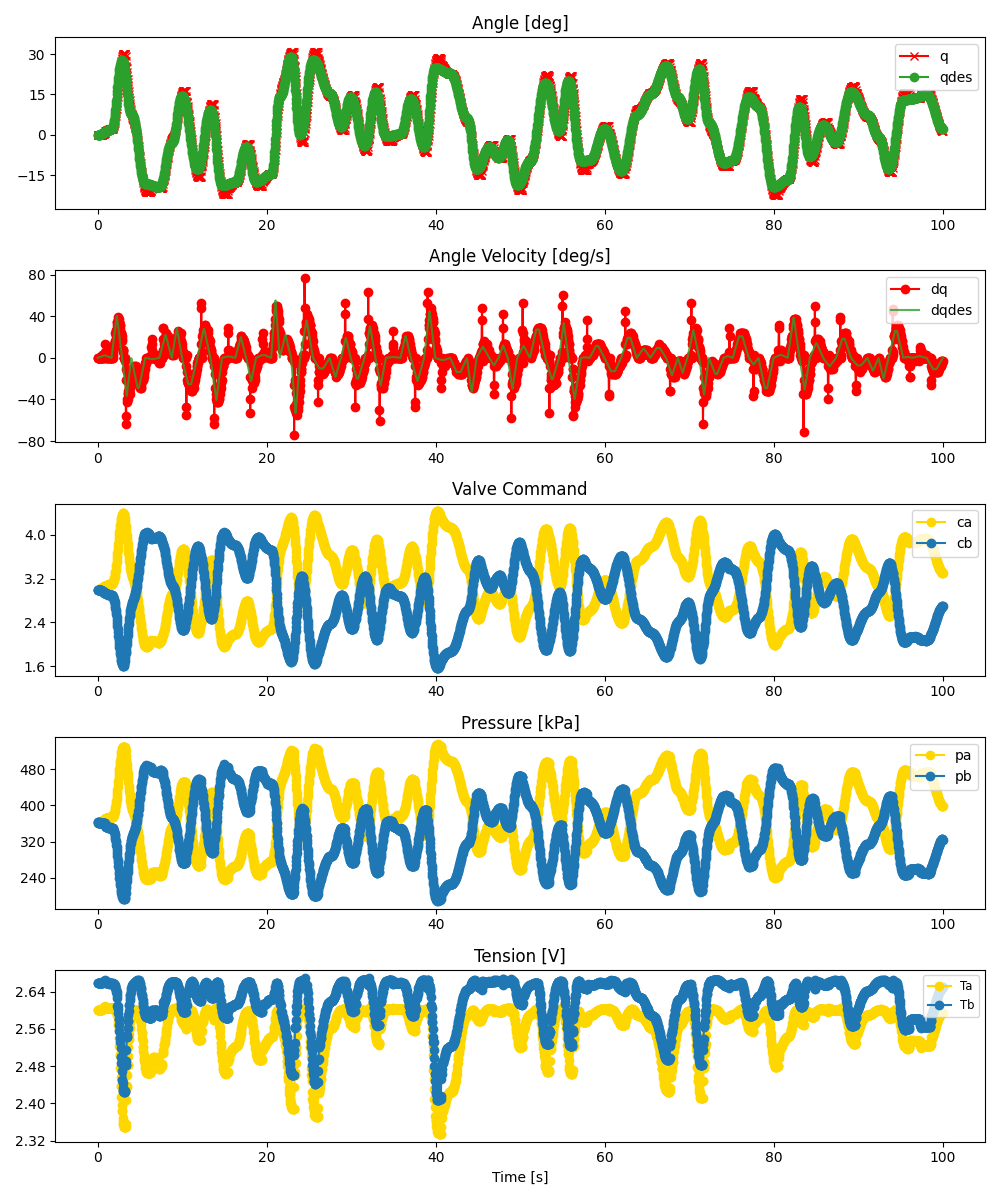 Angle [deg]
30
15
0
−15
q
qdes
0 20 40 60 80 100
Angle Velocity [deg/s]
80
40
0
−40
−80
dq
dqdes
0 20 40 60 80 100
Valve Command
4.0
3.2
2.4
1.6
ca
cb
0 20 40 60 80 100
Pressure [kPa]
480
400
320
240
pa
pb
0 20 40 60 80 100
Tension [V]
2.64
2.56
2.48
2.40
2.32
Ta
Tb
0 20 40 60 80 100
Time [s]